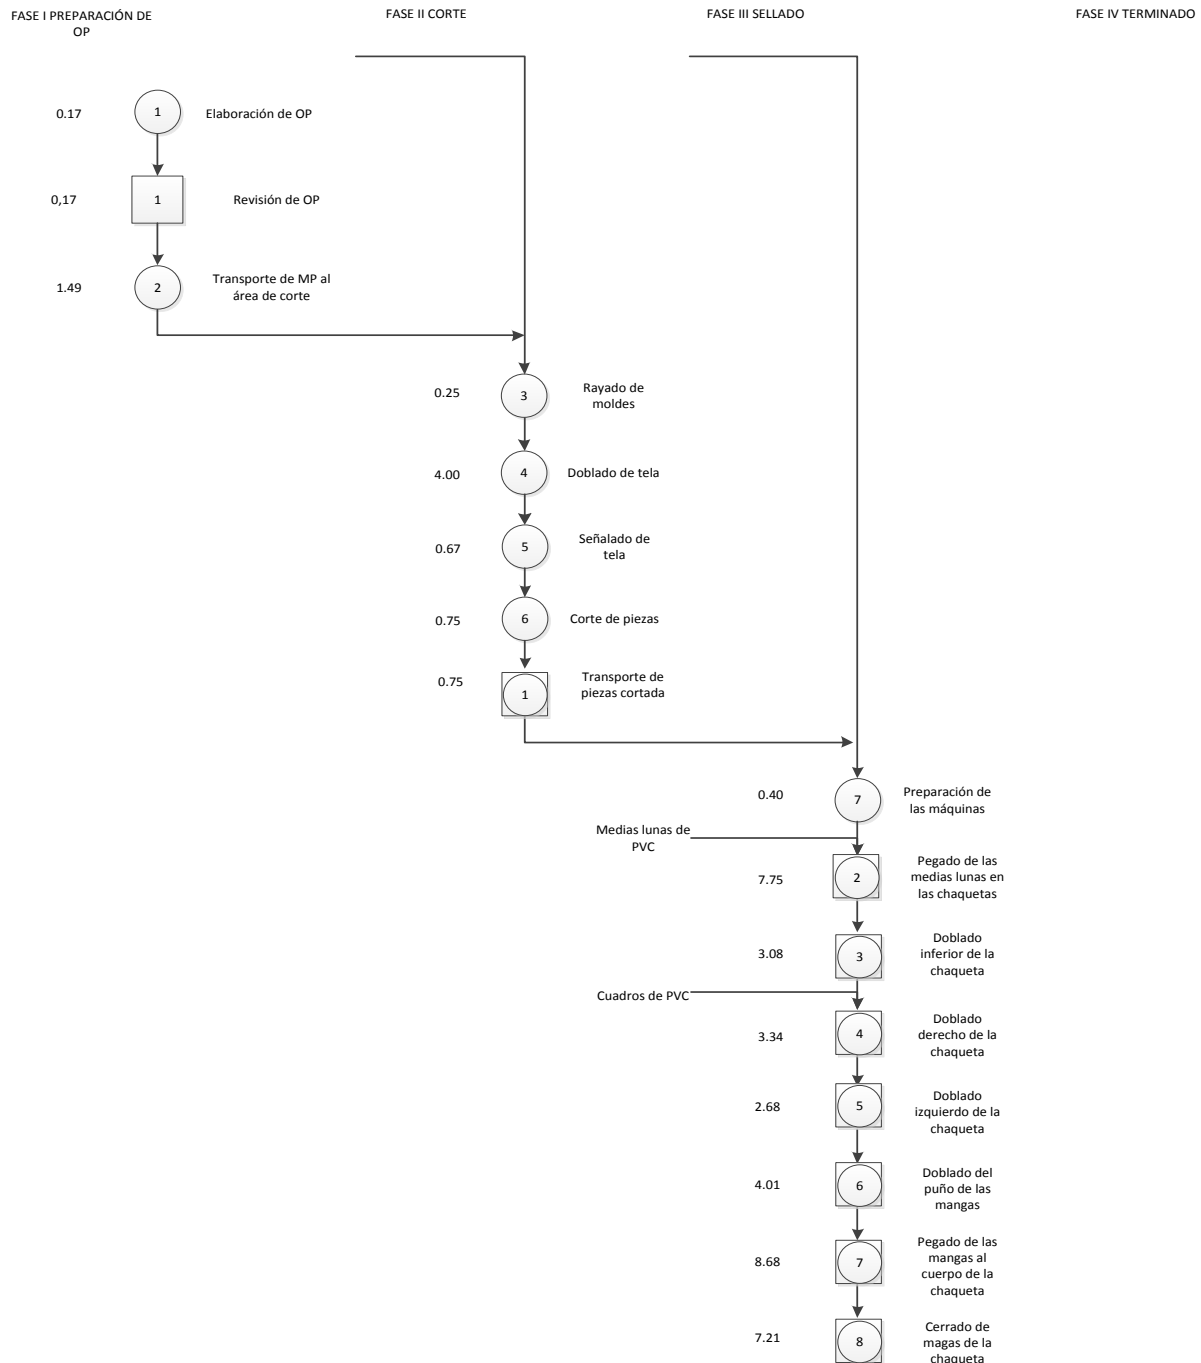 FASE I PREPARACIÓN DE
OP
FASE II CORTE
FASE III SELLADO
FASE IV TERMINADO
0.17
1
Elaboración de OP
0,17
1
Revisión de OP
1.49
2
Transporte de MP al
área de corte
0.25
3
Rayado de
moldes
4.00
4
Doblado de tela
0.67
5
Señalado de
tela
0.75
6
Corte de piezas
0.75
1
Transporte de
piezas cortada
0.40
7
Preparación de
las máquinas
Medias lunas de
PVC
7.75
2
Pegado de las
medias lunas en
las chaquetas
3.08
3
Doblado
inferior de la
chaqueta
Cuadros de PVC
3.34
4
Doblado
derecho de la
chaqueta
2.68
5
Doblado
izquierdo de la
chaqueta
4.01
6
Doblado del
puño de las
mangas
8.68
7
Pegado de las
mangas al
cuerpo de la
chaqueta
7.21
8
Cerrado de
magas de la
chaqueta